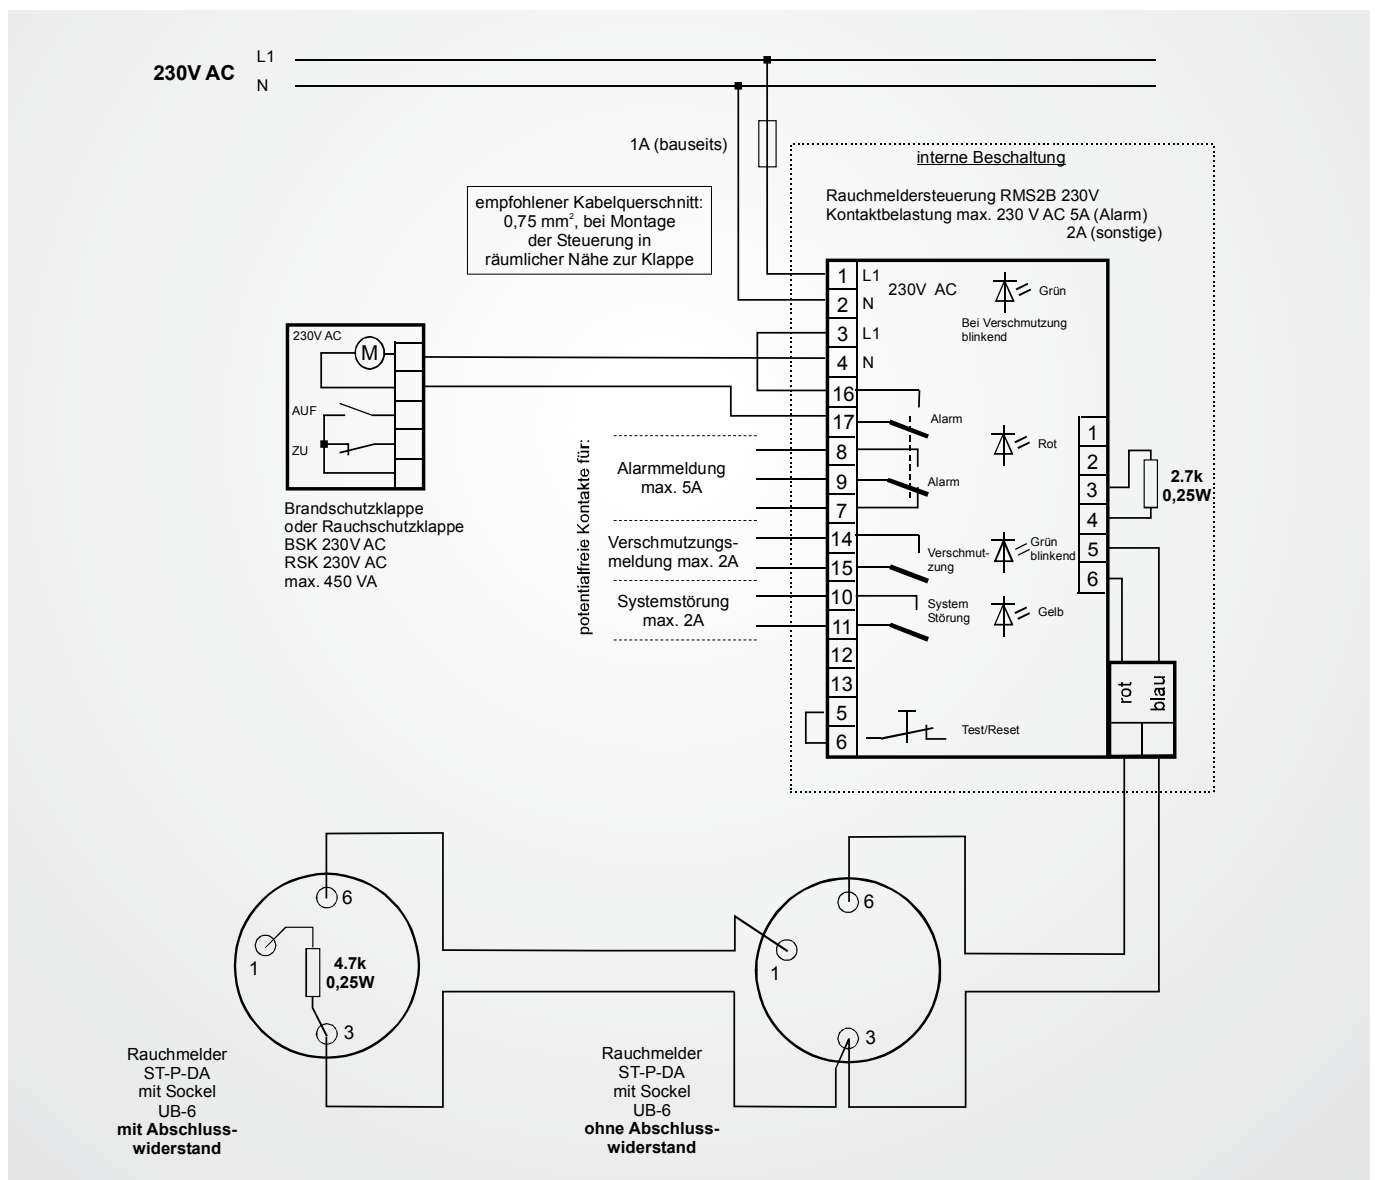 L1
230V AC
N
1A (bauseits)
interne Beschaltung
Rauchmeldersteuerung RMS2B 230V
Kontaktbelastung max. 230 V AC 5A (Alarm)
2A (sonstige)
empfohlener Kabelquerschnitt:
0,75 mm², bei Montage
der Steuerung in
räumlicher Nähe zur Klappe
1 L1
230V AC
Grün
2 N
Bei Verschmutzung
blinkend
3 L1
4 N
16
17
Alarm
8
9
Alarm
7
14
15
Verschmut-
zung
10
11
System
Störung
12
13
5
6
Test/Reset
Rot
Grün
blinkend
Gelb
1
2
3
4
5
6
2.7k
0,25W
rot
blau
230V AC
M
AUF
ZU
Brandschutzklappe
oder Rauchschutzklappe
BSK 230V AC
RSK 230V AC
max. 450 VA
potentialfreie Kontakte für:
Alarmmeldung
max. 5A
Verschmutzungs-
meldung max. 2A
Systemstörung
max. 2A
6
1
4.7k
0,25W
3
Rauchmelder
ST-P-DA
mit Sockel
UB-6
mit Abschluss-
widerstand
6
1
3
Rauchmelder
ST-P-DA
mit Sockel
UB-6
ohne Abschluss-
widerstand